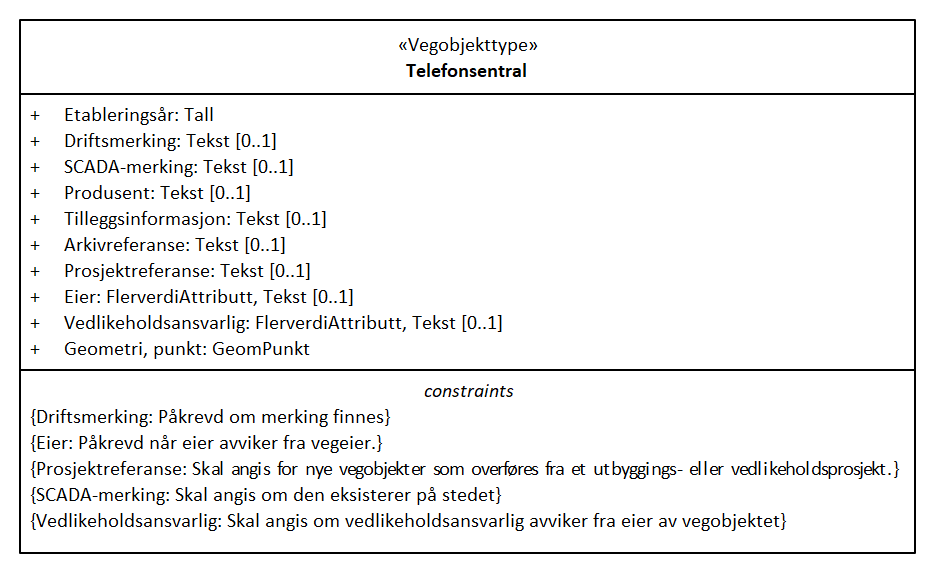 «Vegobjekttype»
Telefonsentral
+ Etableringsår: Tall
+ Driftsmerking: Tekst [0..1]
+ SCADA-merking: Tekst [0..1]
+ Produsent: Tekst [0..1]
+ Tilleggsinformasjon: Tekst [0..1]
+ Arkivreferanse: Tekst [0..1]
+ Prosjektreferanse: Tekst [0..1]
+ Eier: FlerverdiAttributt, Tekst [0..1]
+ Vedlikeholdsansvarlig: FlerverdiAttributt, Tekst [0..1]
+ Geometri, punkt: GeomPunkt
constraints
{Driftsmerking: Påkrevd om merking finnes}
{Eier: Påkrevd når eier avviker fra vegeier.}
{Prosjektreferanse: Skal angis for nye vegobjekter som overføres fra et utbyggings- eller vedlikeholdsprosjekt.}
{SCADA-merking: Skal angis om den eksisterer på stedet}
{Vedlikeholdsansvarlig: Skal angis om vedlikeholdsansvarlig avviker fra eier av vegobjektet}